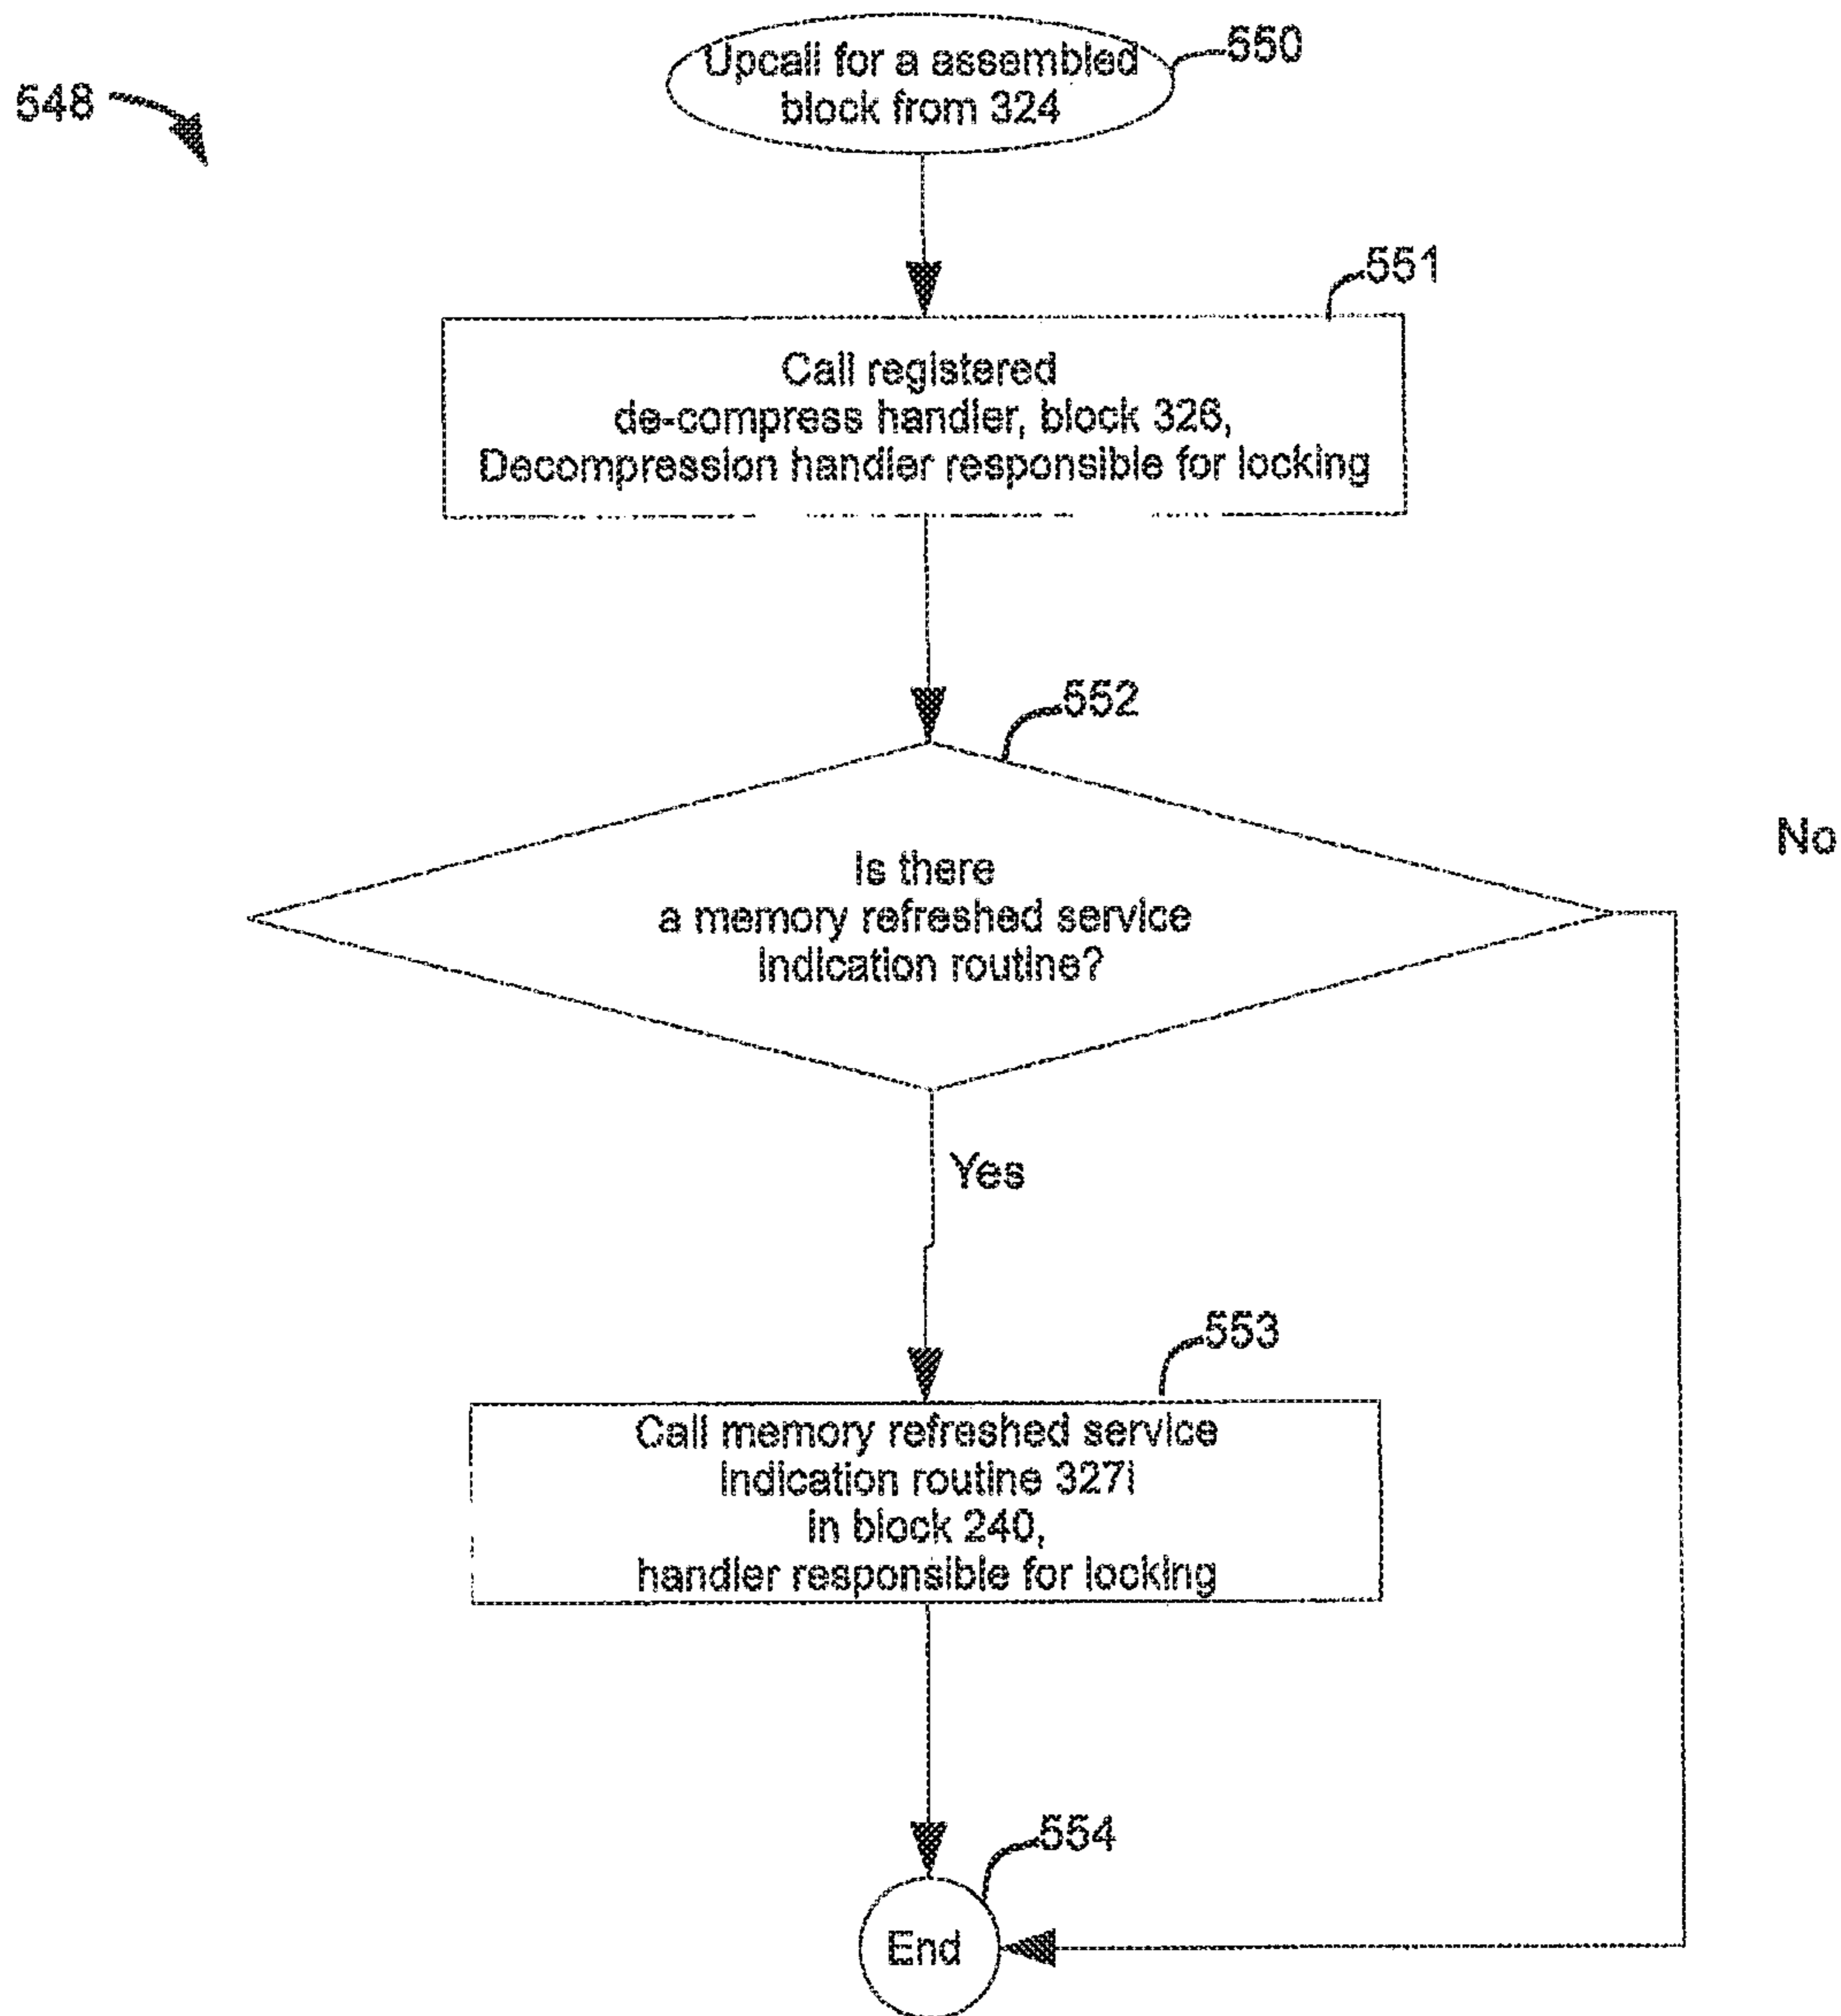 548
Upcall for a assembled
block from 324
550
551
Call registered
de-compress handler, block 326,
Decompression handler responsible for locking
552
No
Is there
a memory refreshed service
indication routine?
Yes
553
Call memory refreshed service
indication routine 327i
in block 240,
handler responsible for locking
554
End